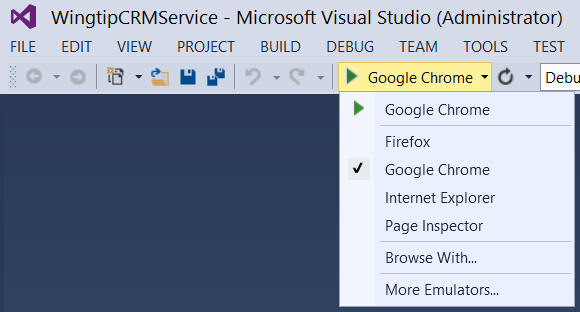 WingtipCRMService - Microsoft Visual Studio (Administrator)
FILE EDIT VIEW PROJECT BUILD DEBUG TEAM TOOLS TEST
Google Chrome Debu
Google Chrome
Firefox
Google Chrome
Internet Explorer
Page Inspector
Browse With...
More Emulators...